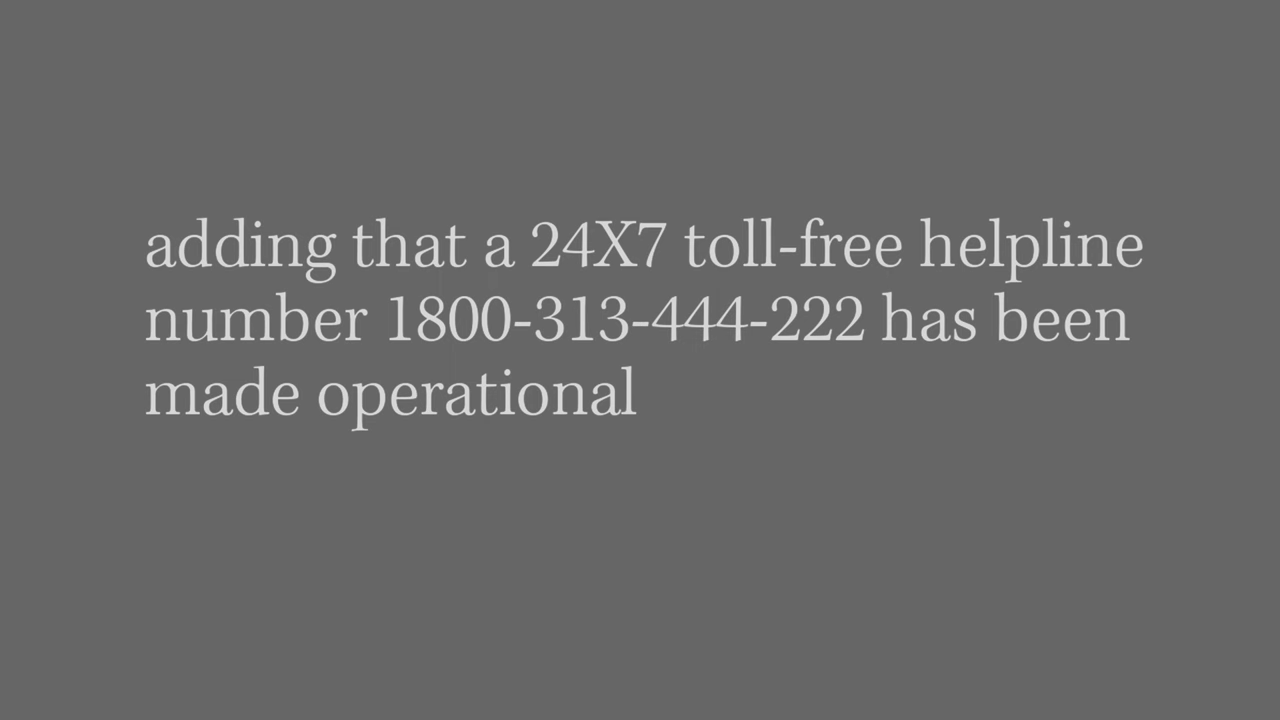 adding that a 24X7 toll-free helpline
number 1800-313-444-222 has been
made operational